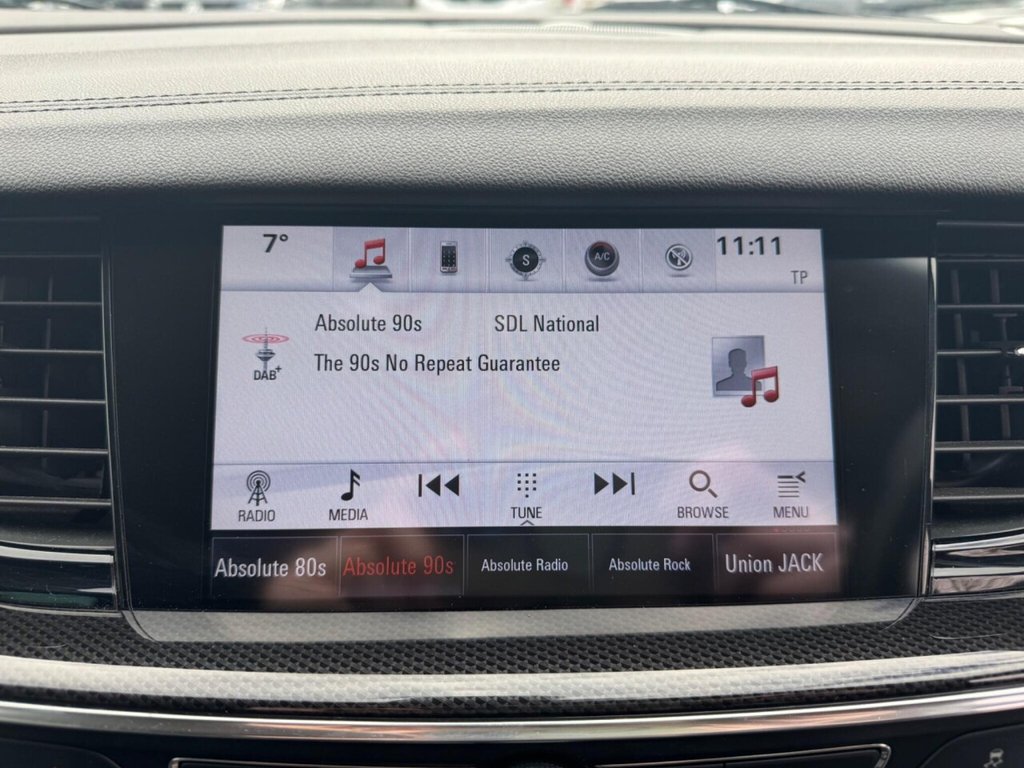 7° S A/C 11:11
TP
Absolute 90s SDL National
DAB+ The 90s No Repeat Guarantee
RADIO MEDIA TUNE BROWSE MENU
Absolute 80s Absolute 90s Absolute Radio Absolute Rock Union JACK